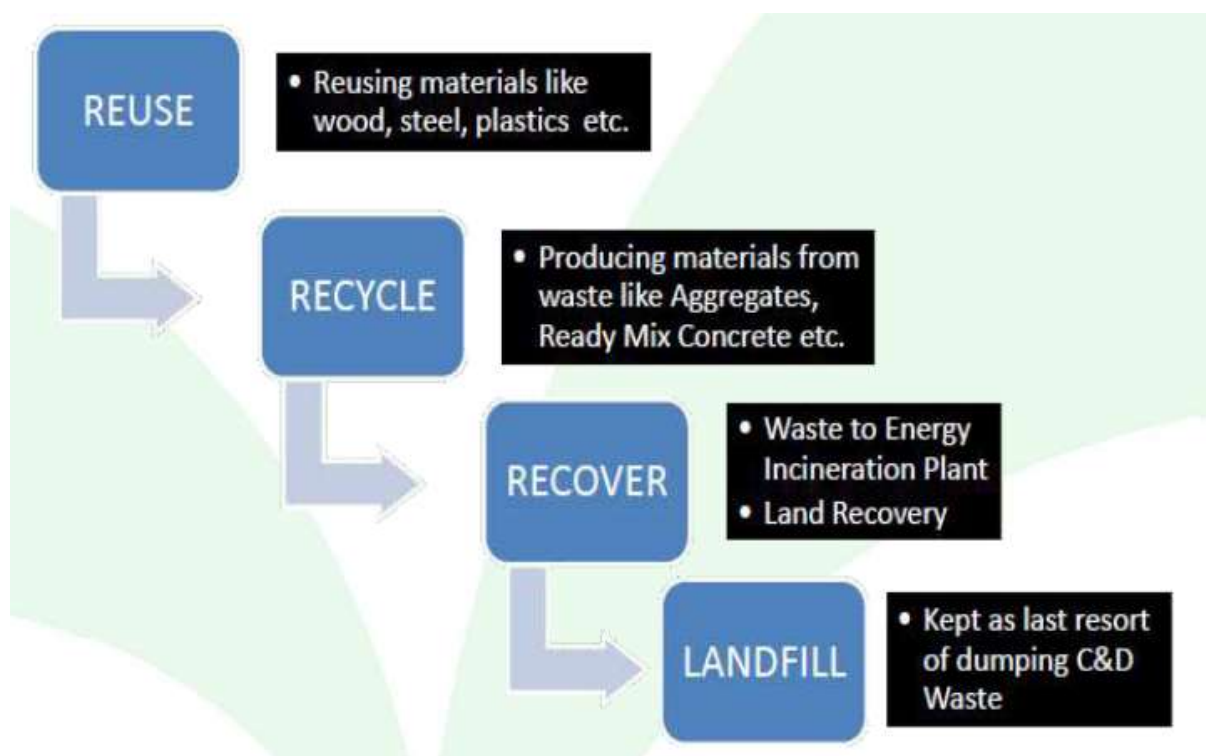 REUSE
• Reusing materials like
wood, steel, plastics etc.
RECYCLE
• Producing materials from
waste like Aggregates,
Ready Mix Concrete etc.
RECOVER
• Waste to Energy
Incineration Plant
• Land Recovery
LANDFILL
• Kept as last resort
of dumping C&D
Waste